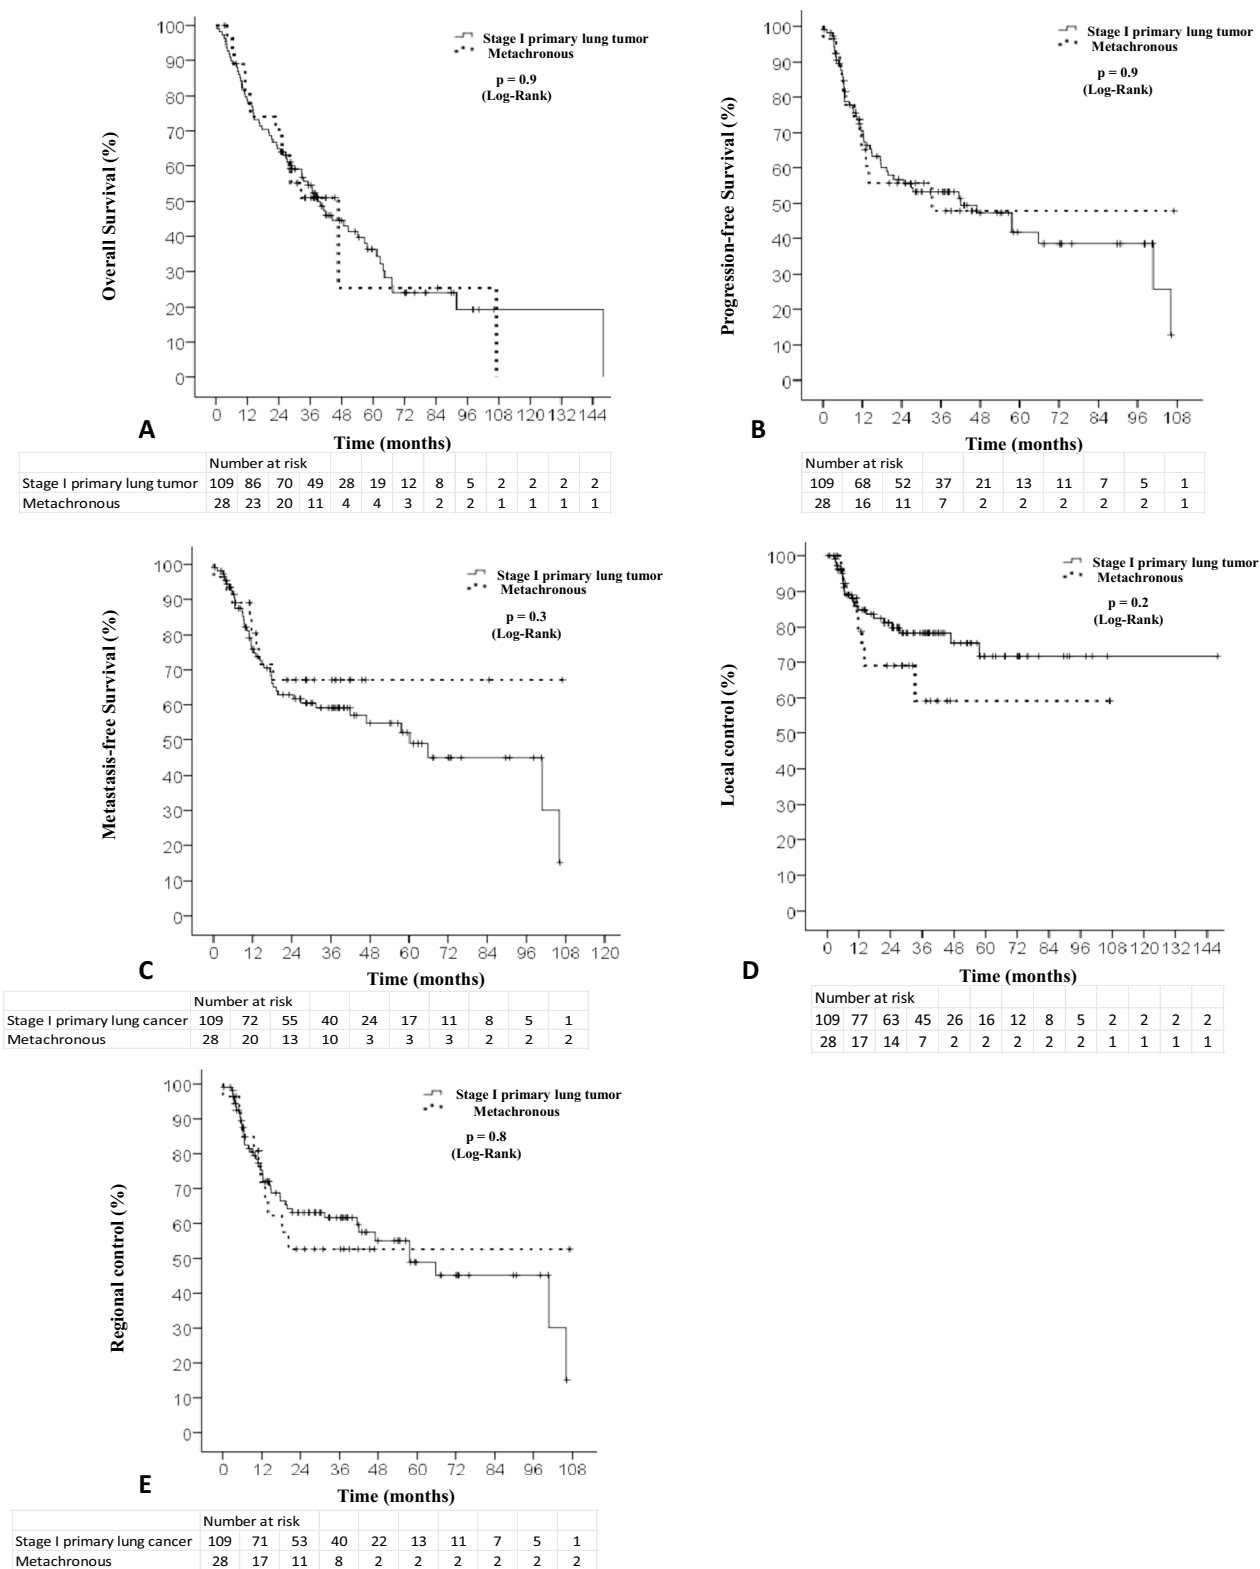 100
90
80
70
60
50
40
30
20
10
0
Overall Survival (%)
Stage I primary lung tumor
Metachronous
p = 0.9
(Log-Rank)
0 12 24 36 48 60 72 84 96 108 120 132 144
A
Time (months)
Number at risk
Stage I primary lung tumor 109 86 70 49 28 19 12 8 5 2 2 2 2
Metachronous 28 23 20 11 4 4 3 2 2 1 1 1 1
100
90
80
70
60
50
40
30
20
10
0
Progression-free Survival (%)
Stage I primary lung tumor
Metachronous
p = 0.9
(Log-Rank)
0 12 24 36 48 60 72 84 96 108
B
Time (months)
Number at risk
109 68 52 37 21 13 11 7 5 1
28 16 11 7 2 2 2 2 2 1
100
90
80
70
60
50
40
30
20
10
0
Metastasis-free Survival (%)
Stage I primary lung tumor
Metachronous
p = 0.3
(Log-Rank)
0 12 24 36 48 60 72 84 96 108 120
C
Time (months)
Number at risk
Stage I primary lung cancer 109 72 55 40 24 17 11 8 5 1
Metachronous 28 20 13 10 3 3 3 2 2 2
100
90
80
70
60
50
40
30
20
10
0
Local control (%)
Stage I primary lung tumor
Metachronous
p = 0.2
(Log-Rank)
0 12 24 36 48 60 72 84 96 108 120 132 144
D
Time (months)
Number at risk
109 77 63 45 26 16 12 8 5 2 2 2 2
28 17 14 7 2 2 2 2 2 1 1 1 1
100
90
80
70
60
50
40
30
20
10
0
Regional control (%)
Stage I primary lung tumor
Metachronous
p = 0.8
(Log-Rank)
0 12 24 36 48 60 72 84 96 108
E
Time (months)
Number at risk
Stage I primary lung cancer 109 71 53 40 22 13 11 7 5 1
Metachronous 28 17 11 8 2 2 2 2 2 2